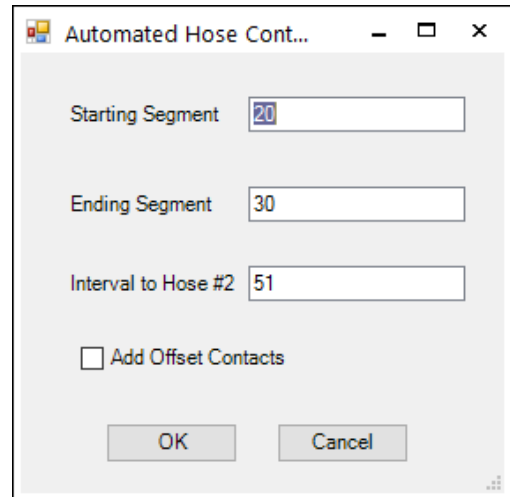 Automated Hose Cont...
Starting Segment 20
Ending Segment 30
Interval to Hose #2 51
Add Offset Contacts
OK Cancel